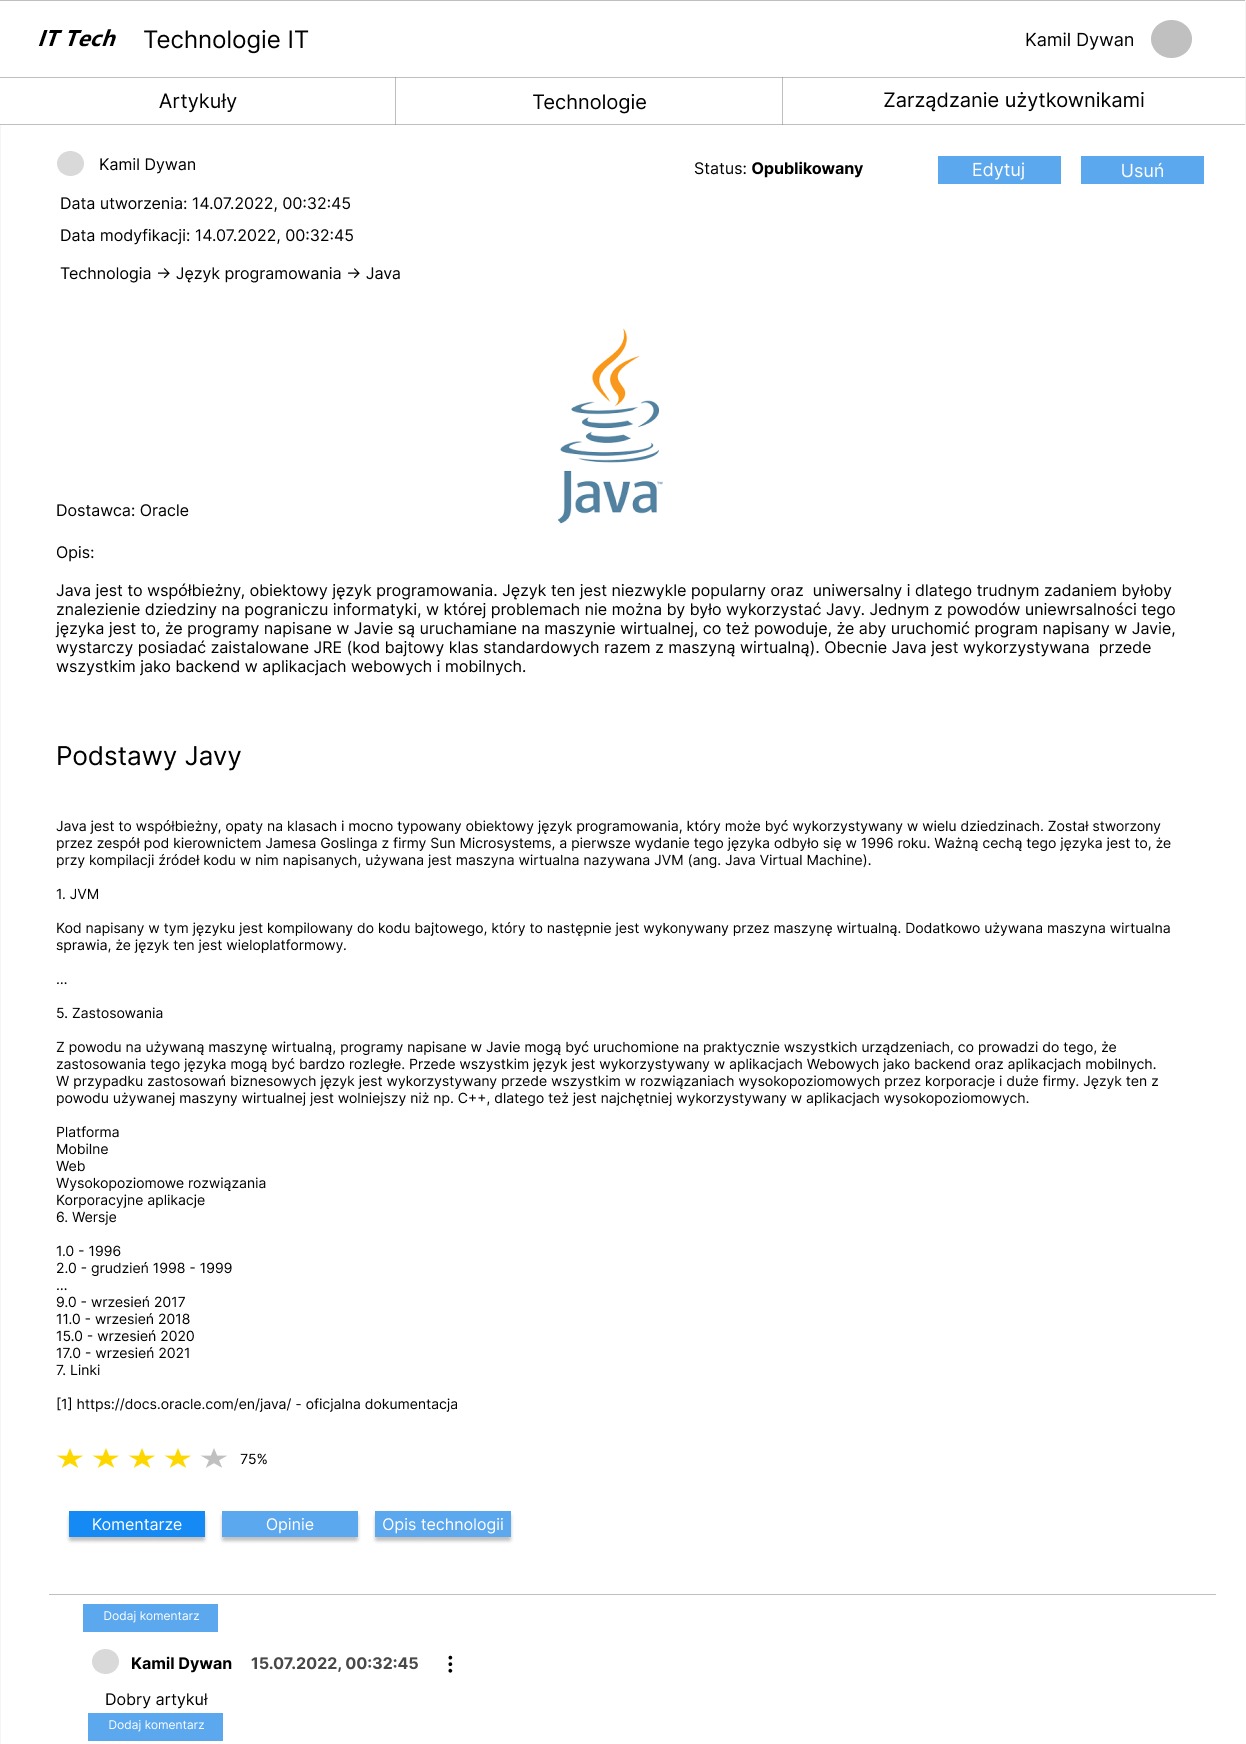 IT Tech
Technologie IT
Kamil Dywan
Artykuły
Technologie
Zarządzanie użytkownikami
Kamil Dywan
Status: Opublikowany
Edytuj
Usuń
Data utworzenia: 14.07.2022, 00:32:45
Data modyfikacji: 14.07.2022, 00:32:45
Technologia → Język programowania → Java
Java™
Dostawca: Oracle
Opis:
Java jest to współbieżny, obiektowy język programowania. Język ten jest niezwykle popularny oraz  uniwersalny i dlatego trudnym zadaniem byłoby
znalezienie dziedziny na pograniczu informatyki, w której problemach nie można by było wykorzystać Javy. Jednym z powodów uniewrsalności tego
języka jest to, że programy napisane w Javie są uruchamiane na maszynie wirtualnej, co też powoduje, że aby uruchomić program napisany w Javie,
wystarczy posiadać zaistalowane JRE (kod bajtowy klas standardowych razem z maszyną wirtualną). Obecnie Java jest wykorzystywana  przede
wszystkim jako backend w aplikacjach webowych i mobilnych.
Podstawy Javy
Java jest to współbieżny, opaty na klasach i mocno typowany obiektowy język programowania, który może być wykorzystywany w wielu dziedzinach. Został stworzony
przez zespół pod kierownictem Jamesa Goslinga z firmy Sun Microsystems, a pierwsze wydanie tego języka odbyło się w 1996 roku. Ważną cechą tego języka jest to, że
przy kompilacji źródeł kodu w nim napisanych, używana jest maszyna wirtualna nazywana JVM (ang. Java Virtual Machine).
1. JVM
Kod napisany w tym języku jest kompilowany do kodu bajtowego, który to następnie jest wykonywany przez maszynę wirtualną. Dodatkowo używana maszyna wirtualna
sprawia, że język ten jest wieloplatformowy.
...
5. Zastosowania
Z powodu na używaną maszynę wirtualną, programy napisane w Javie mogą być uruchomione na praktycznie wszystkich urządzeniach, co prowadzi do tego, że
zastosowania tego języka mogą być bardzo rozległe. Przede wszystkim język jest wykorzystywany w aplikacjach Webowych jako backend oraz aplikacjach mobilnych.
W przypadku zastosowań biznesowych język jest wykorzystywany przede wszystkim w rozwiązaniach wysokopoziomowych przez korporacje i duże firmy. Język ten z
powodu używanej maszyny wirtualnej jest wolniejszy niż np. C++, dlatego też jest najchętniej wykorzystywany w aplikacjach wysokopoziomowych.
Platforma
Mobilne
Web
Wysokopoziomowe rozwiązania
Korporacyjne aplikacje
6. Wersje
1.0 - 1996
2.0 - grudzień 1998 - 1999
...
9.0 - wrzesień 2017
11.0 - wrzesień 2018
15.0 - wrzesień 2020
17.0 - wrzesień 2021
7. Linki
[1] https://docs.oracle.com/en/java/ - oficjalna dokumentacja
75%
Komentarze
Opinie
Opis technologii
Dodaj komentarz
Kamil Dywan
15.07.2022, 00:32:45
Dobry artykuł
Dodaj komentarz